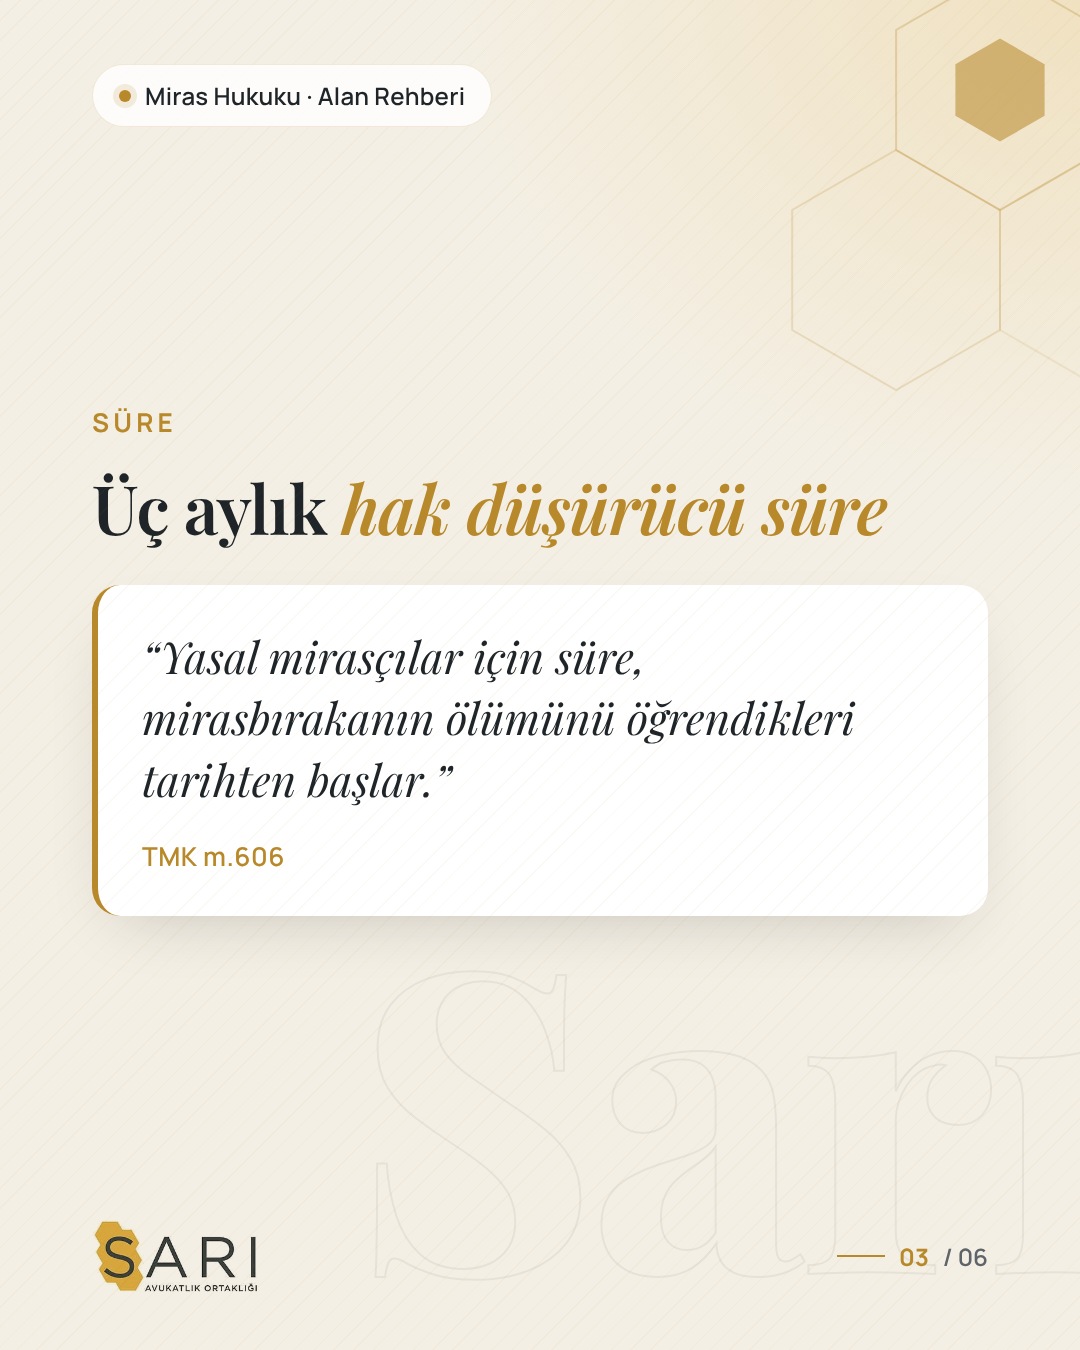 Miras Hukuku · Alan Rehberi
SÜRE
Üç aylık hak düşürücü süre
“Yasal mirasçılar için süre,
mirasbırakanın ölümünü öğrendikleri
tarihten başlar.”
TMK m.606
Sarı
SARI
AVUKATLIK ORTAKLIĞI
03 / 06